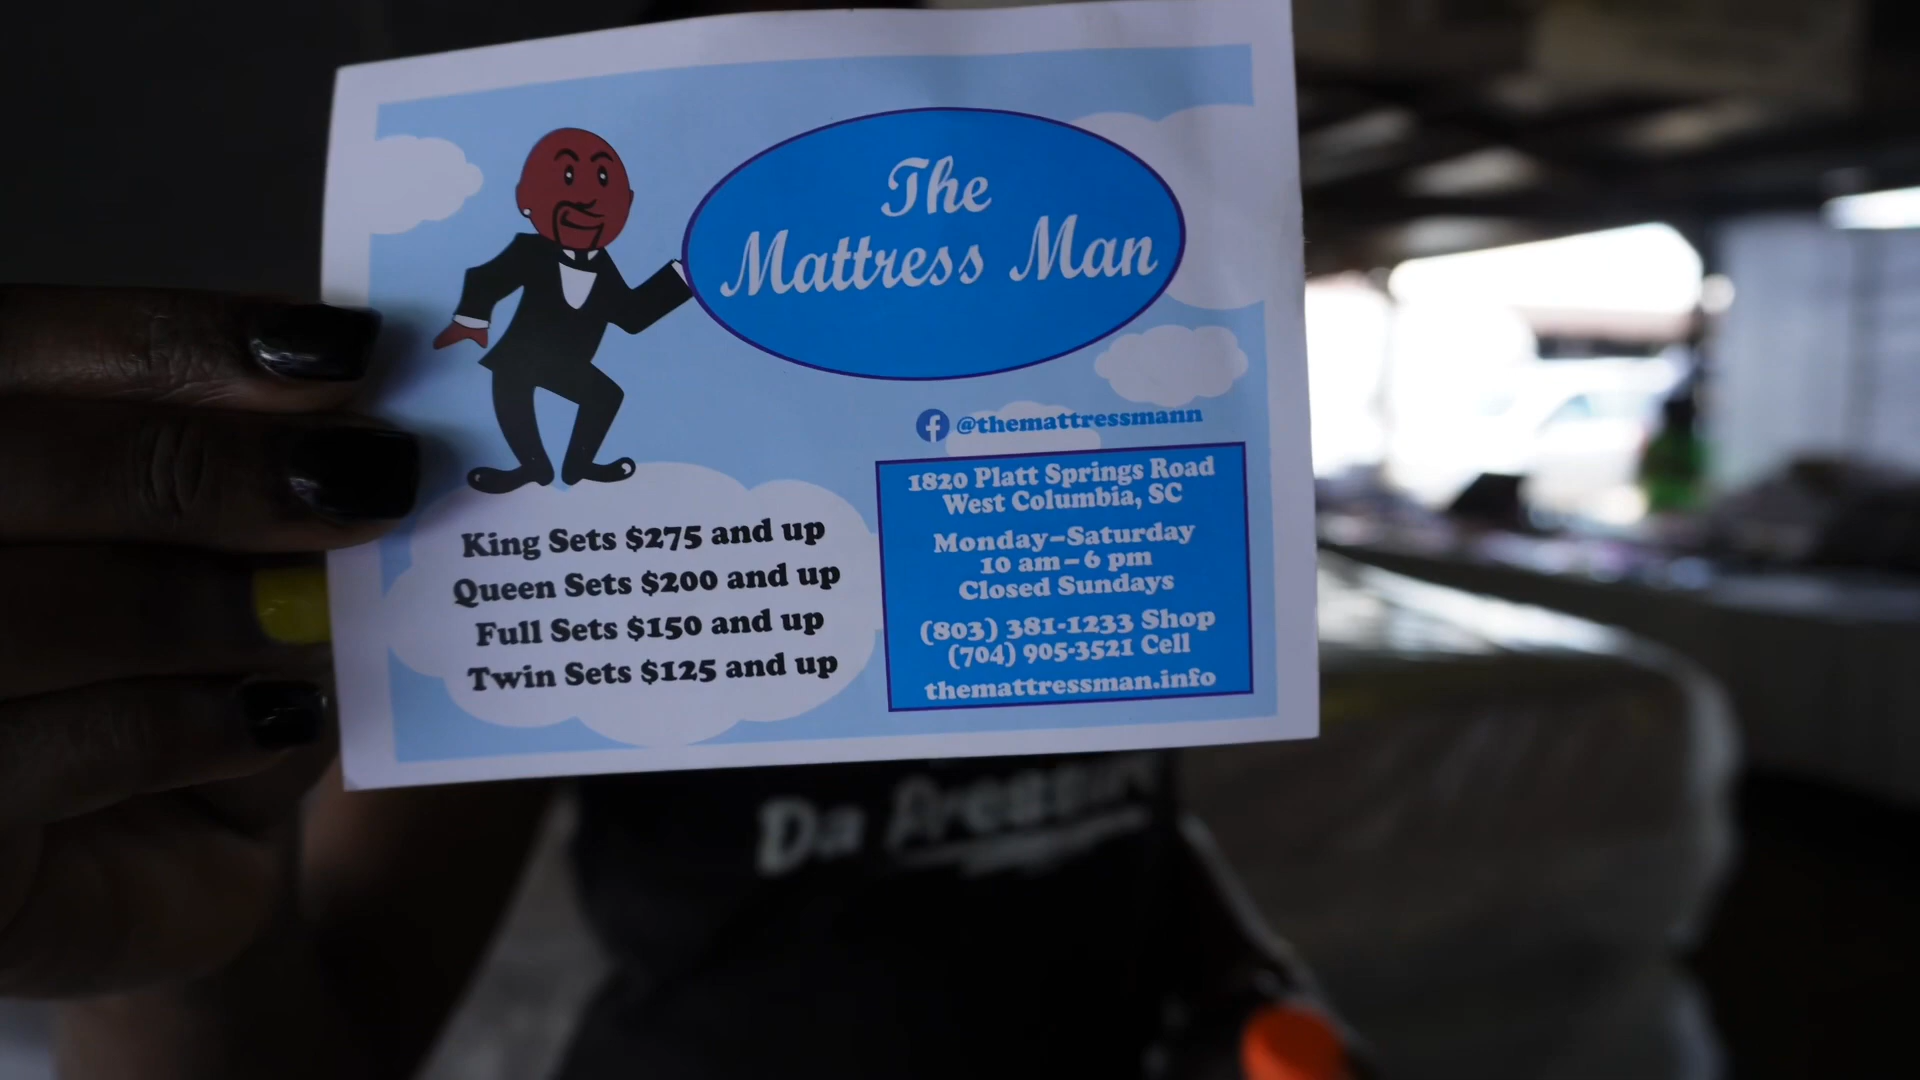 The
Mattress Man
@themattressmann
1820 Platt Springs Road
West Columbia, SC
Monday-Saturday
10 am-6 pm
Closed Sundays
(803) 381-1233 Shop
(704) 905-3521 Cell
themattressman.info
King Sets $275 and up
Queen Sets $200 and up
Full Sets $150 and up
Twin Sets $125 and up
Da